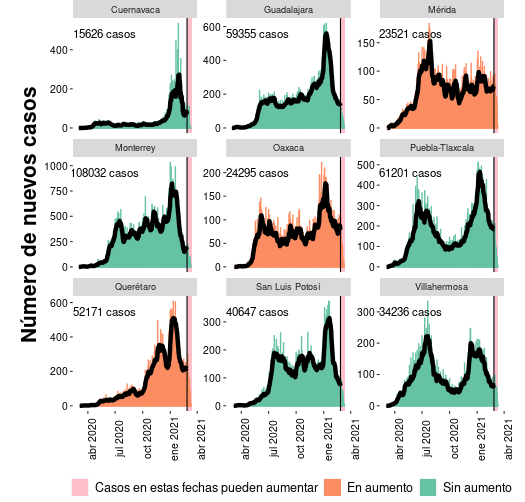 Cuernavaca
Guadalajara
Mérida
15626 casos
59355 casos
23521 casos
400
200
0
600
400
200
0
150
100
50
0
Monterrey
Oaxaca
Puebla-Tlaxcala
108032 casos
24295 casos
61201 casos
1000
750
500
250
0
200
150
100
50
0
500
400
300
200
100
0
Querétaro
San Luis Potosí
Villahermosa
52171 casos
40647 casos
34236 casos
600
400
200
0
300
200
100
0
300
200
100
0
abr 2020
jul 2020
oct 2020
ene 2021
abr 2021
abr 2020
jul 2020
oct 2020
ene 2021
abr 2021
abr 2020
jul 2020
oct 2020
ene 2021
abr 2021
Número de nuevos casos
Casos en estas fechas pueden aumentar
En aumento
Sin aumento